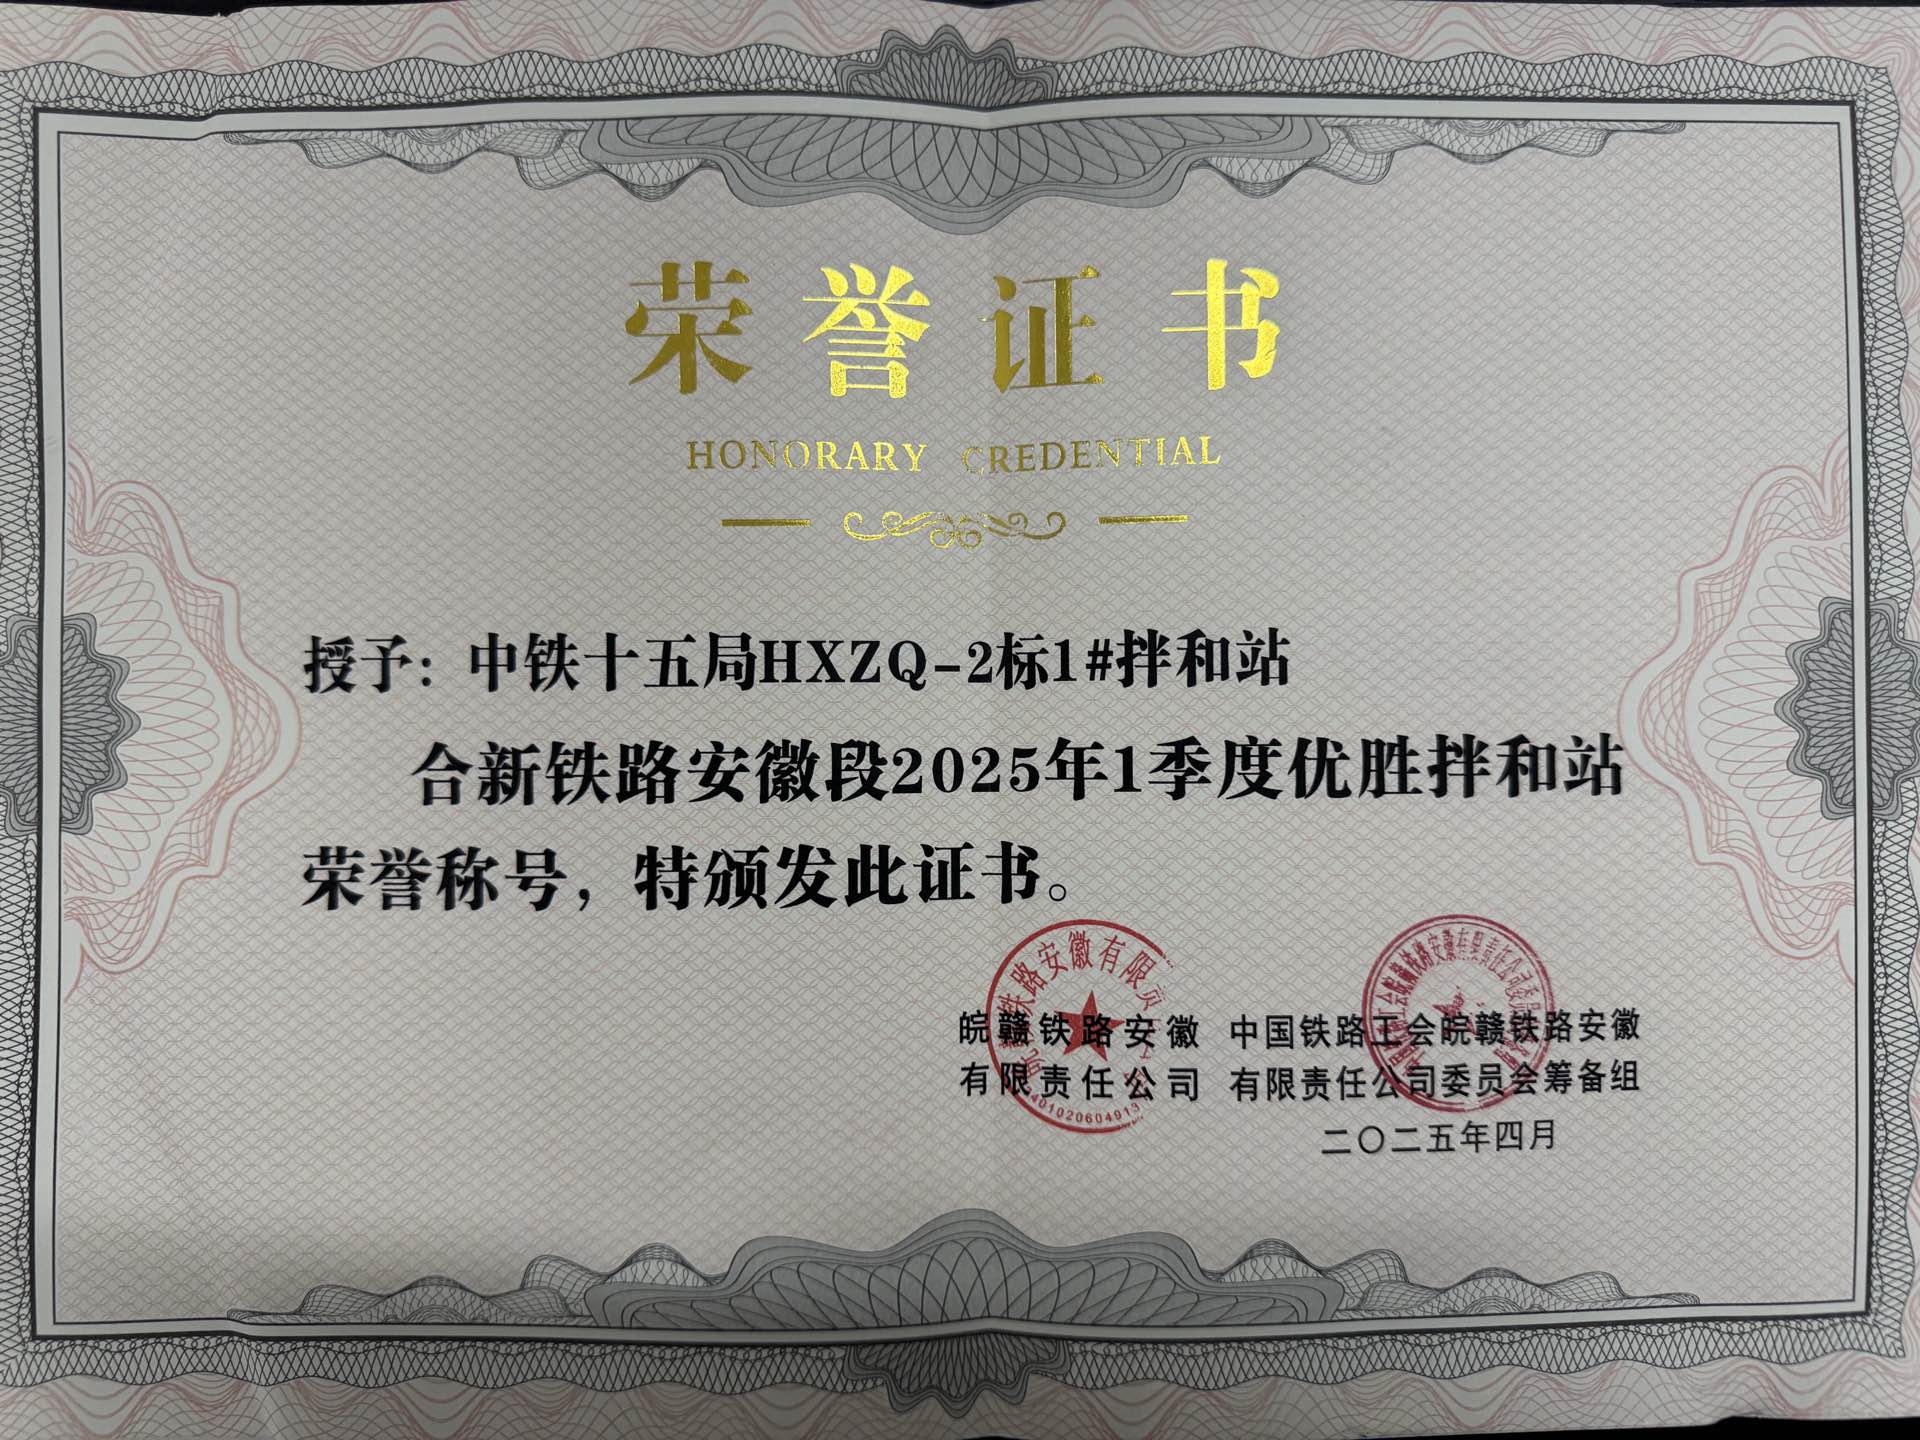 荣誉证书
HONORARY CREDENTIAL
授予：中铁十五局HXZQ-2标1#拌和站
合新铁路安徽段2025年1季度优胜拌和站
荣誉称号，特颁发此证书。
皖赣铁路安徽 中国铁路工会皖赣铁路安徽
有限责任公司 有限责任公司委员会筹备组
二〇二五年四月